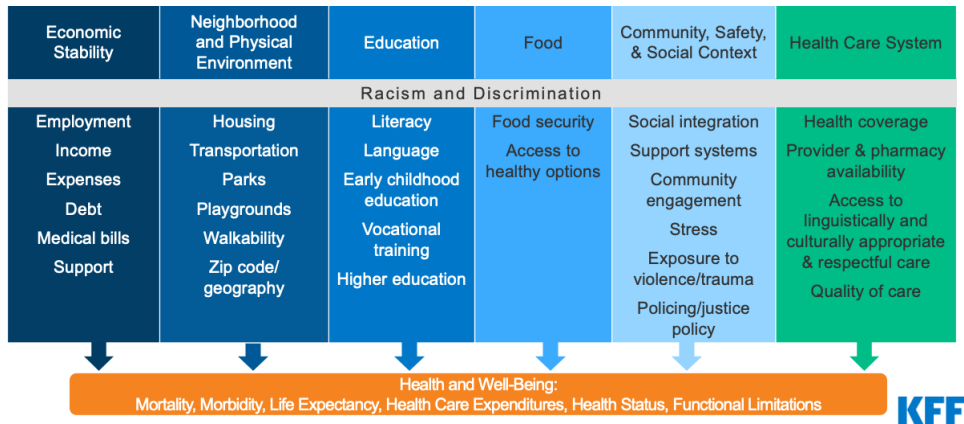 Economic
Stability
Neighborhood
and Physical
Environment
Education
Food
Community, Safety,
& Social Context
Health Care System
Racism and Discrimination
Employment
Income
Expenses
Debt
Medical bills
Support
Housing
Transportation
Parks
Playgrounds
Walkability
Zip code/
geography
Literacy
Language
Early childhood
education
Vocational
training
Higher education
Food security
Access to
healthy options
Social integration
Support systems
Community
engagement
Stress
Exposure to
violence/trauma
Policing/justice
policy
Health coverage
Provider & pharmacy
availability
Access to
linguistically and
culturally appropriate
& respectful care
Quality of care
Health and Well-Being:
Mortality, Morbidity, Life Expectancy, Health Care Expenditures, Health Status, Functional Limitations
KFF